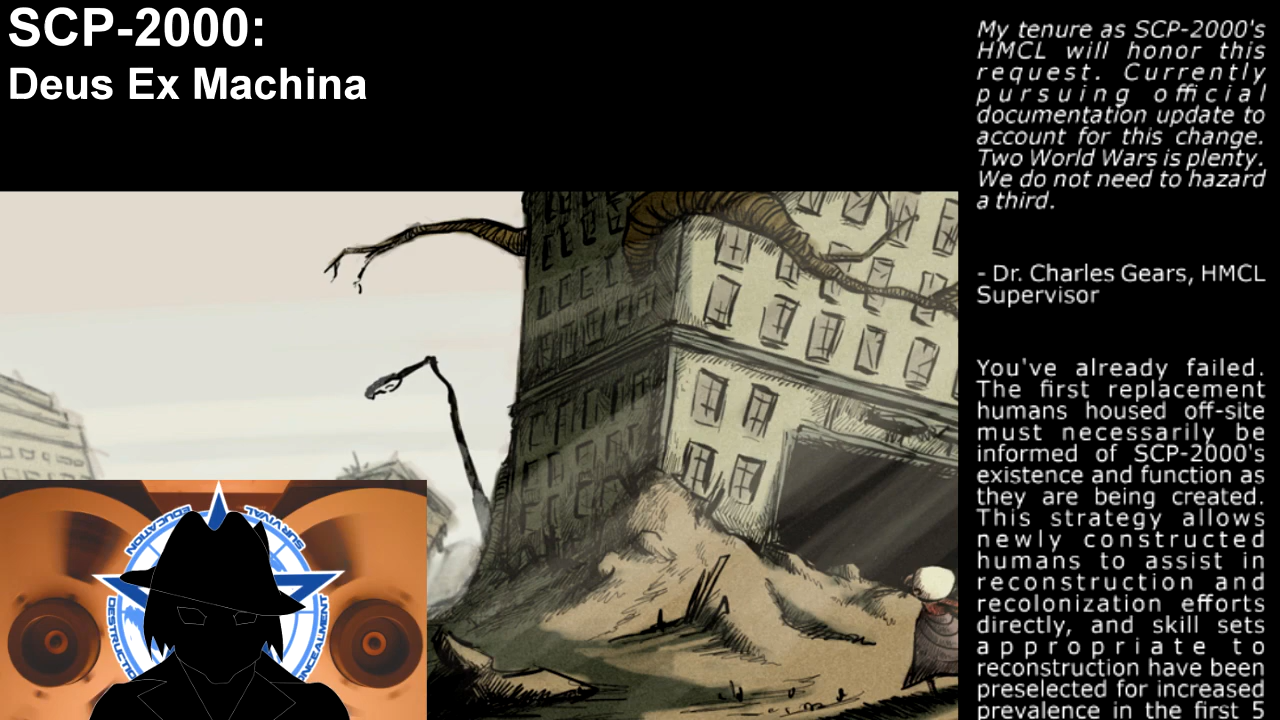 SCP-2000:
Deus Ex Machina
My tenure as SCP-2000's
HMCL will honor this
request. Currently
pursuing official
documentation update to
account for this change.
Two World Wars is plenty.
We do not need to hazard
a third.
- Dr. Charles Gears, HMCL
Supervisor
You've already failed.
The first replacement
humans housed off-site
must necessarily be
informed of SCP-2000's
existence and function as
they are being created.
This strategy allows
newly constructed
humans to assist in
reconstruction and
recolonization efforts
directly, and skill sets
appropriate to
reconstruction have been
preselected for increased
prevalence in the first 5
EDUCATION
SURVIVAL